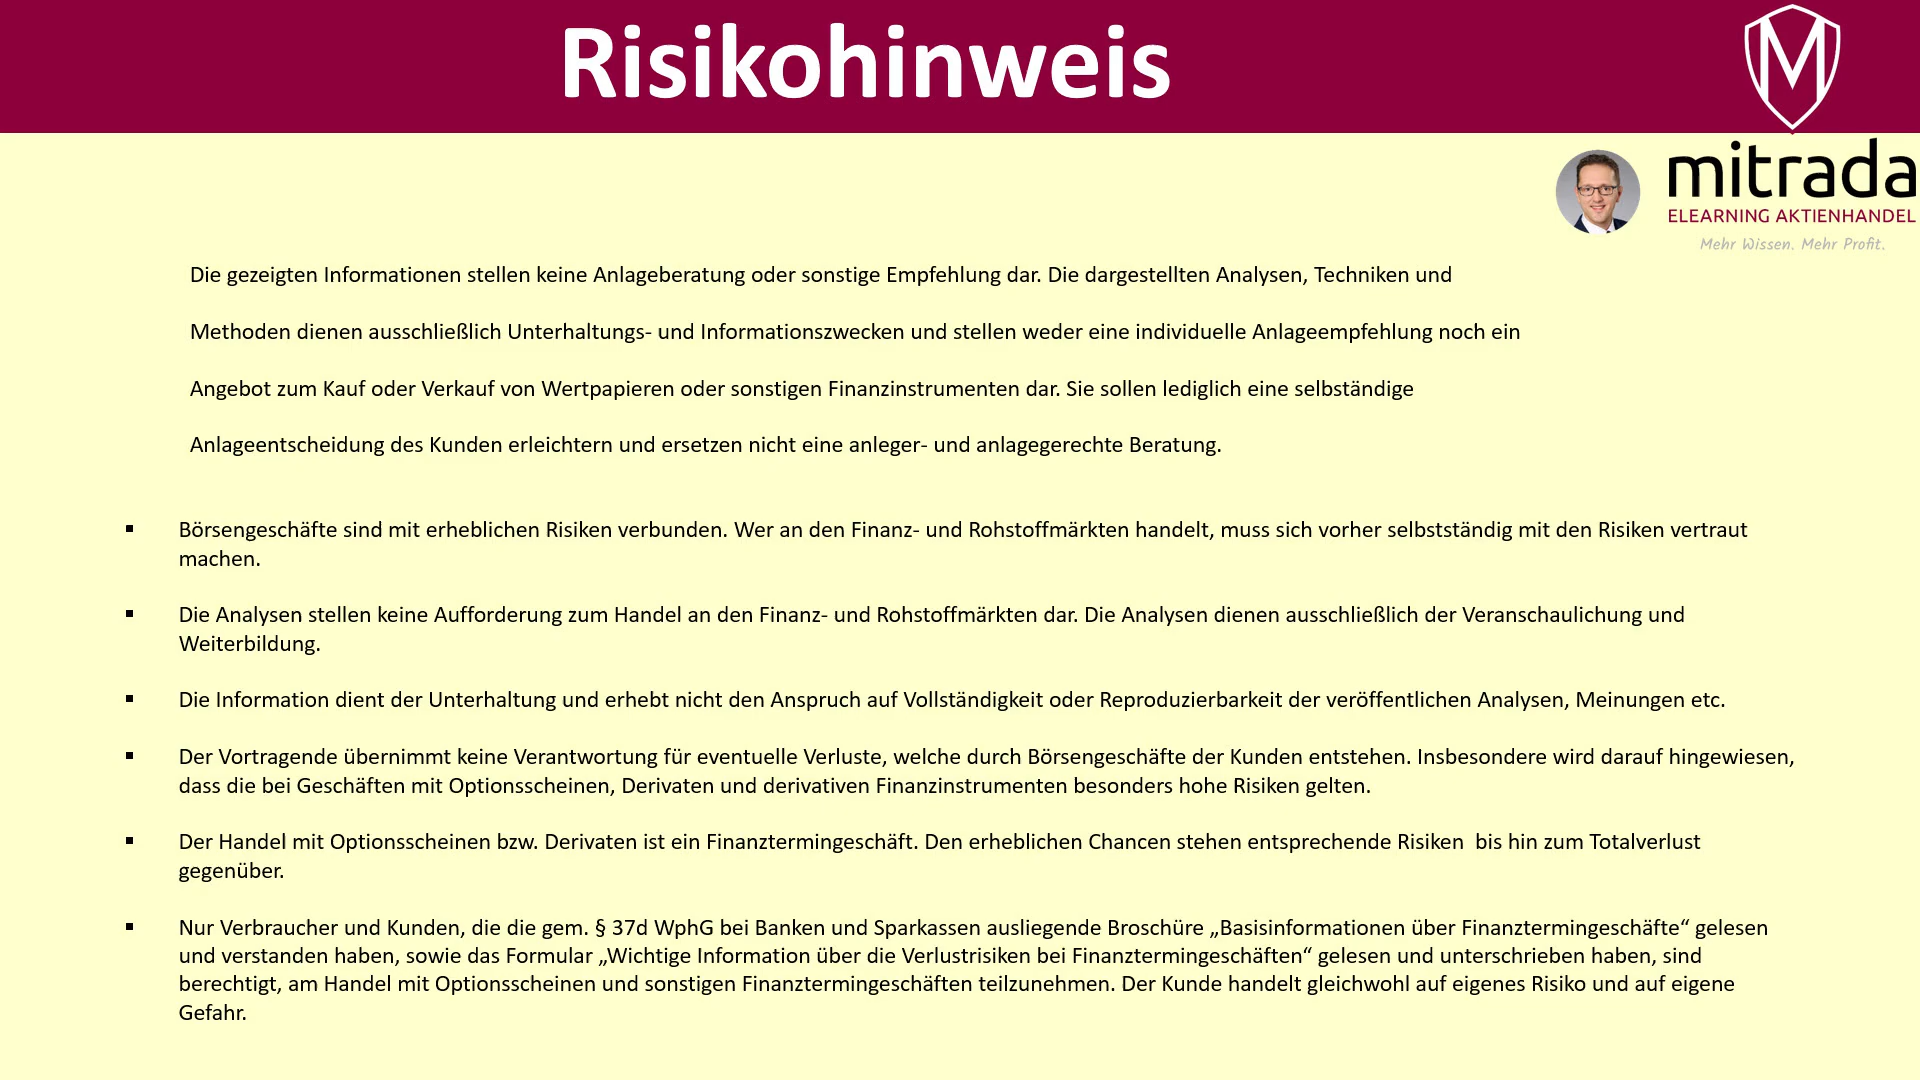 Risikohinweis
M
mitrada
ELEARNING AKTIENHANDEL
Mehr Wissen. Mehr Profit.
Die gezeigten Informationen stellen keine Anlageberatung oder sonstige Empfehlung dar. Die dargestellten Analysen, Techniken und
Methoden dienen ausschließlich Unterhaltungs- und Informationszwecken und stellen weder eine individuelle Anlageempfehlung noch ein
Angebot zum Kauf oder Verkauf von Wertpapieren oder sonstigen Finanzinstrumenten dar. Sie sollen lediglich eine selbständige
Anlageentscheidung des Kunden erleichtern und ersetzen nicht eine anleger- und anlagegerechte Beratung.
▪ Börsengeschäfte sind mit erheblichen Risiken verbunden. Wer an den Finanz- und Rohstoffmärkten handelt, muss sich vorher selbstständig mit den Risiken vertraut
machen.
▪ Die Analysen stellen keine Aufforderung zum Handel an den Finanz- und Rohstoffmärkten dar. Die Analysen dienen ausschließlich der Veranschaulichung und
Weiterbildung.
▪ Die Information dient der Unterhaltung und erhebt nicht den Anspruch auf Vollständigkeit oder Reproduzierbarkeit der veröffentlichen Analysen, Meinungen etc.
▪ Der Vortragende übernimmt keine Verantwortung für eventuelle Verluste, welche durch Börsengeschäfte der Kunden entstehen. Insbesondere wird darauf hingewiesen,
dass die bei Geschäften mit Optionsscheinen, Derivaten und derivativen Finanzinstrumenten besonders hohe Risiken gelten.
▪ Der Handel mit Optionsscheinen bzw. Derivaten ist ein Finanztermingeschäft. Den erheblichen Chancen stehen entsprechende Risiken  bis hin zum Totalverlust
gegenüber.
▪ Nur Verbraucher und Kunden, die die gem. § 37d WphG bei Banken und Sparkassen ausliegende Broschüre „Basisinformationen über Finanztermingeschäfte“ gelesen
und verstanden haben, sowie das Formular „Wichtige Information über die Verlustrisiken bei Finanztermingeschäften“ gelesen und unterschrieben haben, sind
berechtigt, am Handel mit Optionsscheinen und sonstigen Finanztermingeschäften teilzunehmen. Der Kunde handelt gleichwohl auf eigenes Risiko und auf eigene
Gefahr.